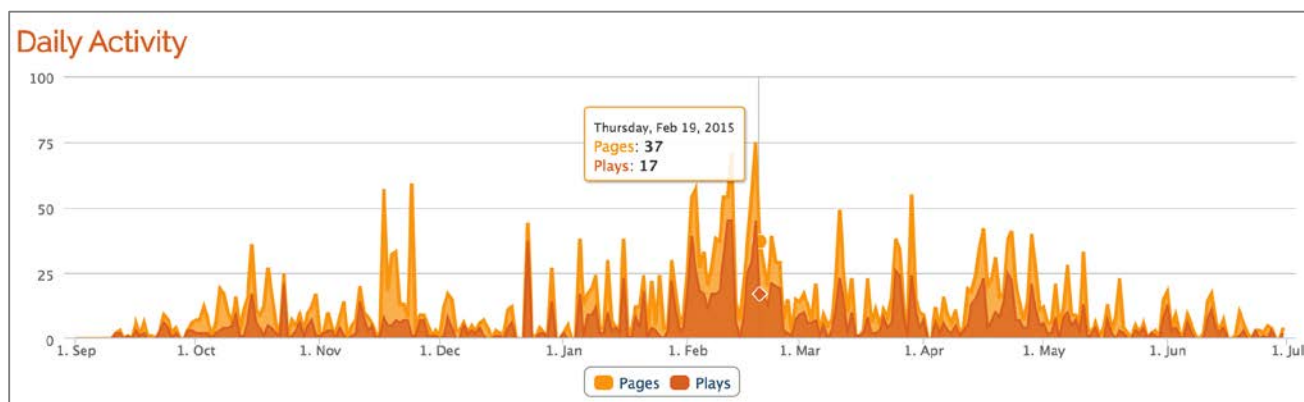 Daily Activity
100
75
50
25
0
Thursday, Feb 19, 2015
Pages: 37
Plays: 17
1. Sep 1. Oct 1. Nov 1. Dec 1. Jan 1. Feb 1. Mar 1. Apr 1. May 1. Jun 1. Jul
Pages Plays